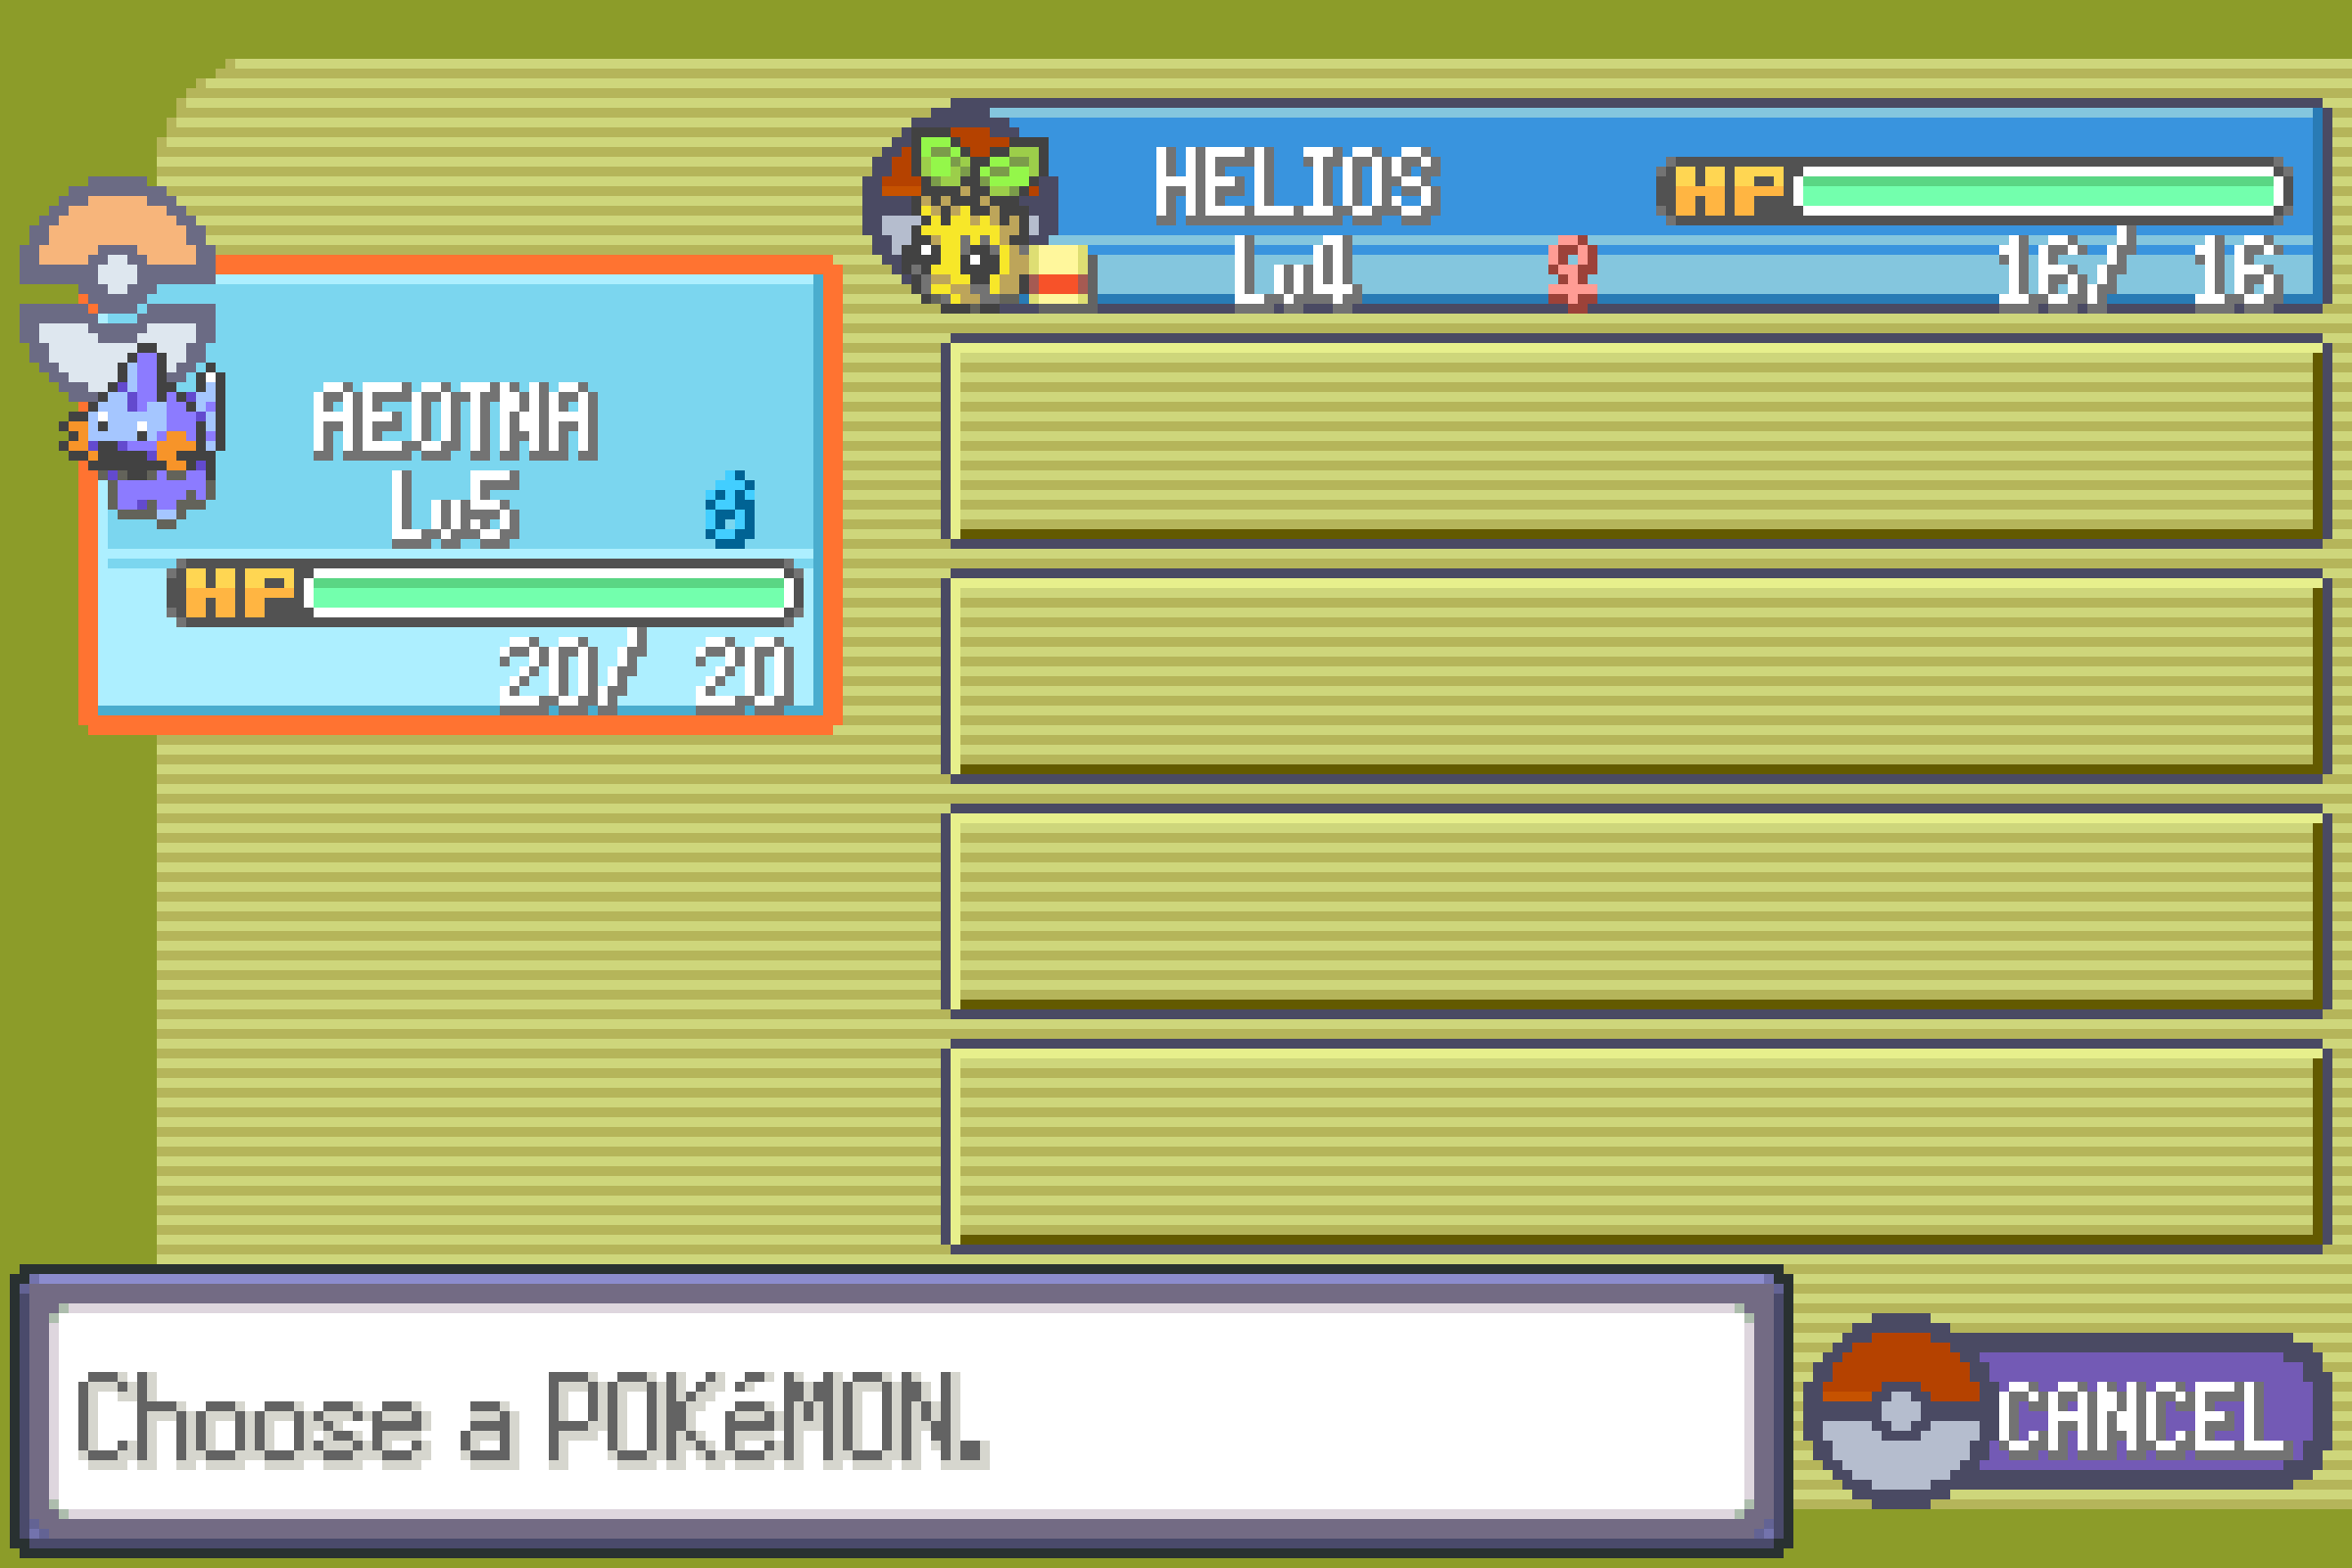 HELIOS
HP
Lv4 ♀ 16/ 16
AEOTNA
Lv5 ♂
HP
20/ 20
Choose a POKéMON.
CANCEL